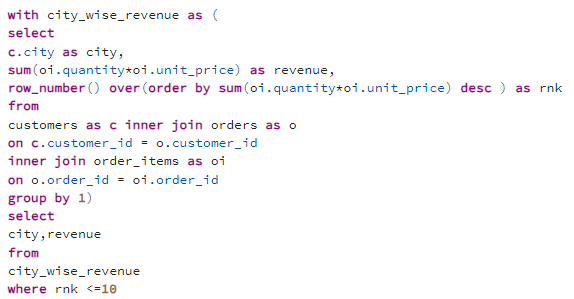 with city_wise_revenue as (
select
c.city as city,
sum(oi.quantity*oi.unit_price) as revenue,
row_number() over(order by sum(oi.quantity*oi.unit_price) desc ) as rnk
from
customers as c inner join orders as o
on c.customer_id = o.customer_id
inner join order_items as oi
on o.order_id = oi.order_id
group by 1)
select
city,revenue
from
city_wise_revenue
where rnk <=10